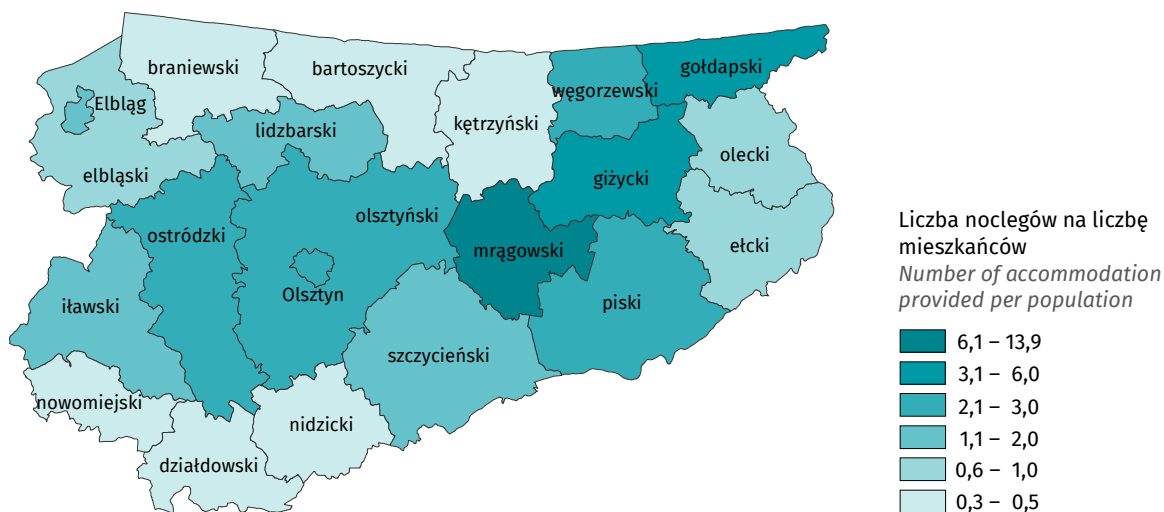 gołdapski
braniewski
bartoszycki
węgorzewski
Elbląg
kętrzyński
lidzbarski
olecki
elbląski
giżycki
olsztyński
ostródzki
mrągowski
ełcki
Olsztyn
piski
iławski
szczycieński
nowomiejski
nidzicki
działdowski
Liczba noclegów na liczbę
mieszkańców
Number of accommodation
provided per population
6,1 – 13,9
3,1 – 6,0
2,1 – 3,0
1,1 – 2,0
0,6 – 1,0
0,3 – 0,5